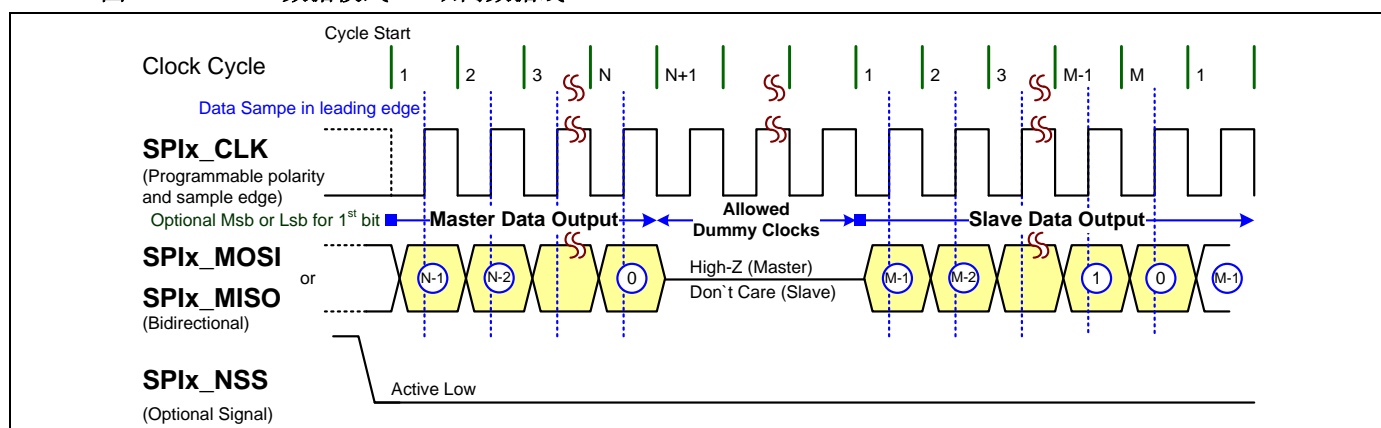 Cycle Start
Clock Cycle
1 2 3 N N+1 1 2 3 M-1 M 1
Data Sampe in leading edge
SPIx_CLK
(Programmable polarity
and sample edge)
Optional Msb or Lsb for 1st bit
Master Data Output
Allowed
Dummy Clocks
Slave Data Output
SPIx_MOSI
or
SPIx_MISO
(Bidirectional)
N-1 N-2 0
High-Z (Master)
Don`t Care (Slave)
M-1 M-2 1 0 M-1
SPIx_NSS
(Optional Signal)
Active Low